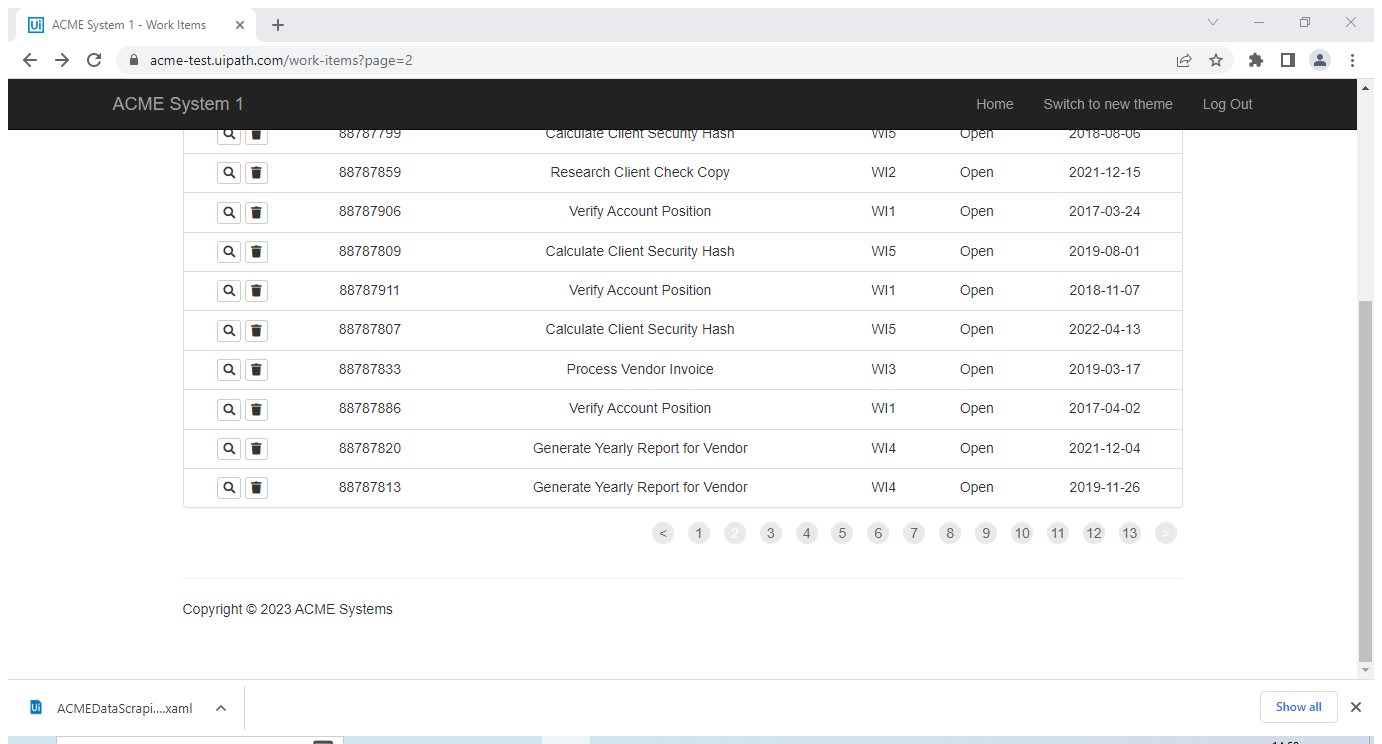 ACME System 1 - Work Items
acme-test.uipath.com/work-items?page=2
ACME System 1 Home Switch to new theme Log Out
88787799 Calculate Client Security Hash WI5 Open 2018-08-06
88787859 Research Client Check Copy WI2 Open 2021-12-15
88787906 Verify Account Position WI1 Open 2017-03-24
88787809 Calculate Client Security Hash WI5 Open 2019-08-01
88787911 Verify Account Position WI1 Open 2018-11-07
88787807 Calculate Client Security Hash WI5 Open 2022-04-13
88787833 Process Vendor Invoice WI3 Open 2019-03-17
88787886 Verify Account Position WI1 Open 2017-04-02
88787820 Generate Yearly Report for Vendor WI4 Open 2021-12-04
88787813 Generate Yearly Report for Vendor WI4 Open 2019-11-26
< 1 2 3 4 5 6 7 8 9 10 11 12 13 >
Copyright © 2023 ACME Systems
Ui ACMEDataScrapi....xaml Show all